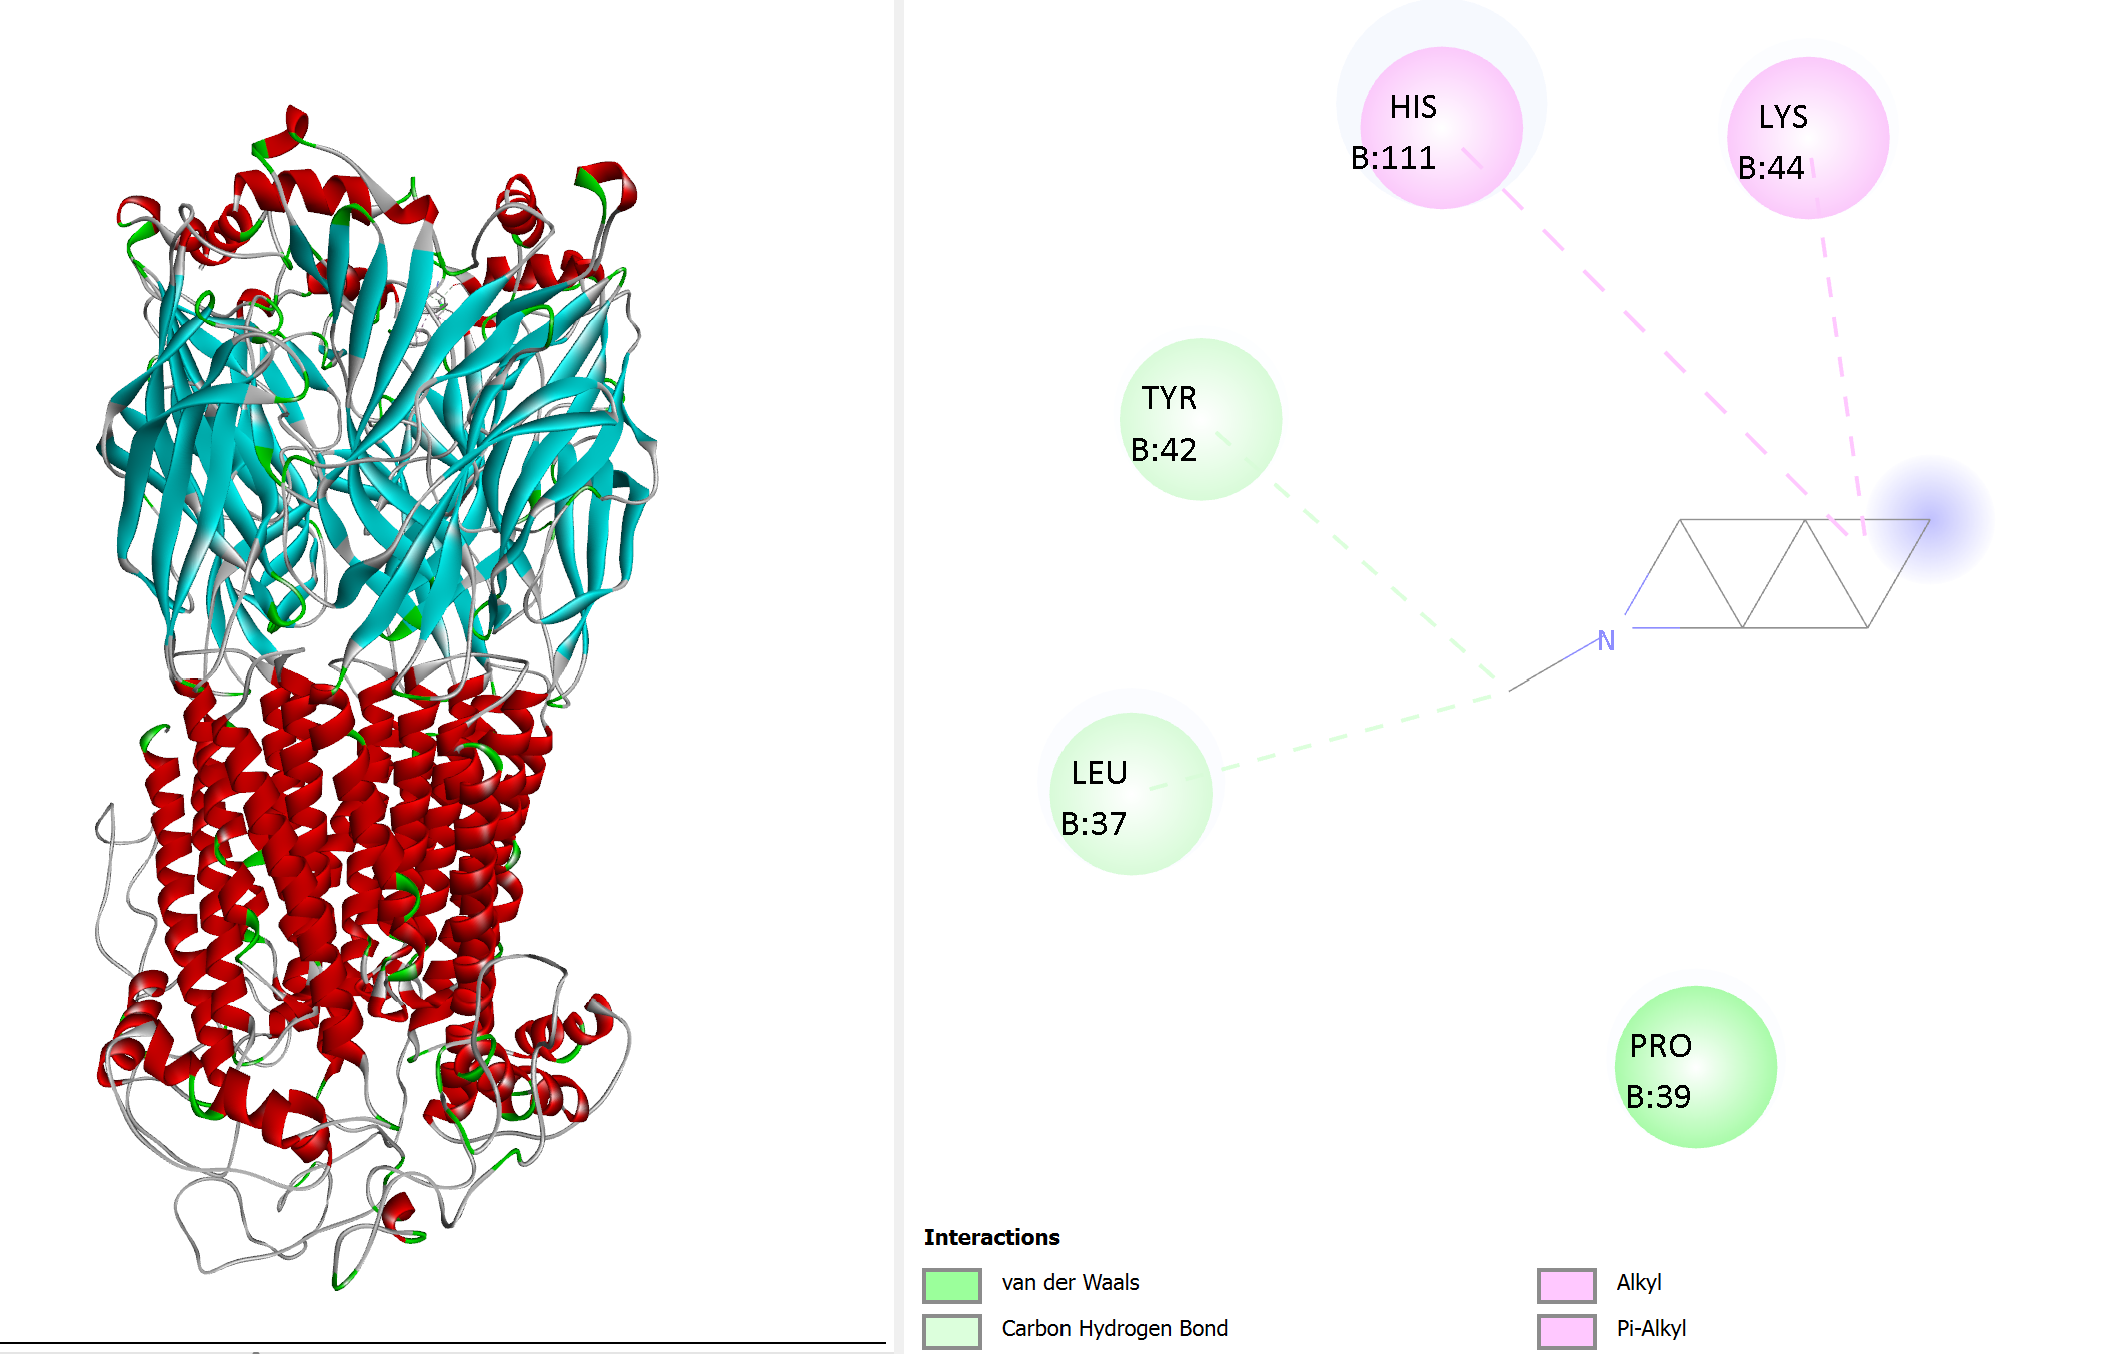 HIS
B:111
LYS
B:44
TYR
B:42
N
LEU
B:37
PRO
B:39
Interactions
van der Waals
Carbon Hydrogen Bond
Alkyl
Pi-Alkyl